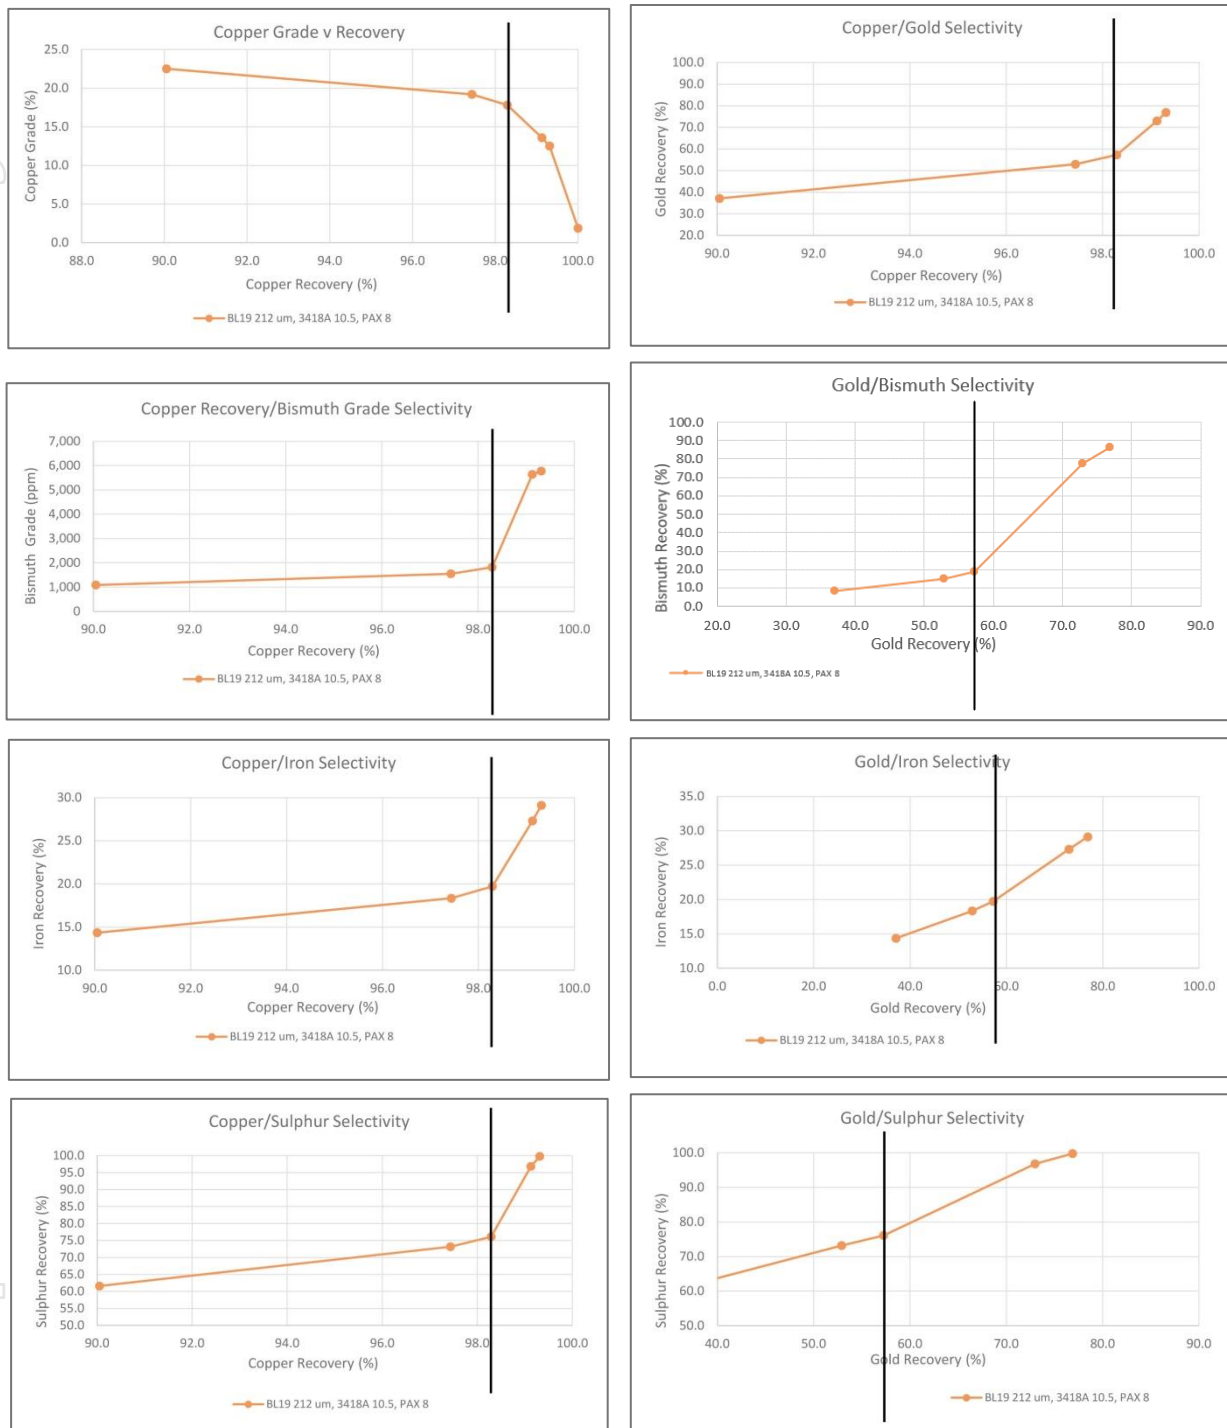 Copper Grade v Recovery
Copper Grade (%)
25.0
20.0
15.0
10.0
5.0
0.0
88.0 90.0 92.0 94.0 96.0 98.0 100.0
Copper Recovery (%)
BL19 212 um, 3418A 10.5, PAX 8
Copper/Gold Selectivity
Gold Recovery (%)
100.0
90.0
80.0
70.0
60.0
50.0
40.0
30.0
20.0
90.0 92.0 94.0 96.0 98.0 100.0
Copper Recovery (%)
BL19 212 um, 3418A 10.5, PAX 8
Copper Recovery/Bismuth Grade Selectivity
Bismuth Grade (ppm)
7,000
6,000
5,000
4,000
3,000
2,000
1,000
0
90.0 92.0 94.0 96.0 98.0 100.0
Copper Recovery (%)
BL19 212 um, 3418A 10.5, PAX 8
Gold/Bismuth Selectivity
Bismuth Recovery (%)
100.0
90.0
80.0
70.0
60.0
50.0
40.0
30.0
20.0
10.0
0.0
20.0 30.0 40.0 50.0 60.0 70.0 80.0 90.0
Gold Recovery (%)
BL19 212 um, 3418A 10.5, PAX 8
Copper/Iron Selectivity
Iron Recovery (%)
30.0
25.0
20.0
15.0
10.0
90.0 92.0 94.0 96.0 98.0 100.0
Copper Recovery (%)
BL19 212 um, 3418A 10.5, PAX 8
Gold/Iron Selectivity
Iron Recovery (%)
35.0
30.0
25.0
20.0
15.0
10.0
0.0 20.0 40.0 60.0 80.0 100.0
Gold Recovery (%)
BL19 212 um, 3418A 10.5, PAX 8
Copper/Sulphur Selectivity
Sulphur Recovery (%)
100.0
95.0
90.0
85.0
80.0
75.0
70.0
65.0
60.0
55.0
50.0
90.0 92.0 94.0 96.0 98.0 100.0
Copper Recovery (%)
BL19 212 um, 3418A 10.5, PAX 8
Gold/Sulphur Selectivity
Sulphur Recovery (%)
100.0
90.0
80.0
70.0
60.0
50.0
40.0 50.0 60.0 70.0 80.0 90.0
Gold Recovery (%)
BL19 212 um, 3418A 10.5, PAX 8